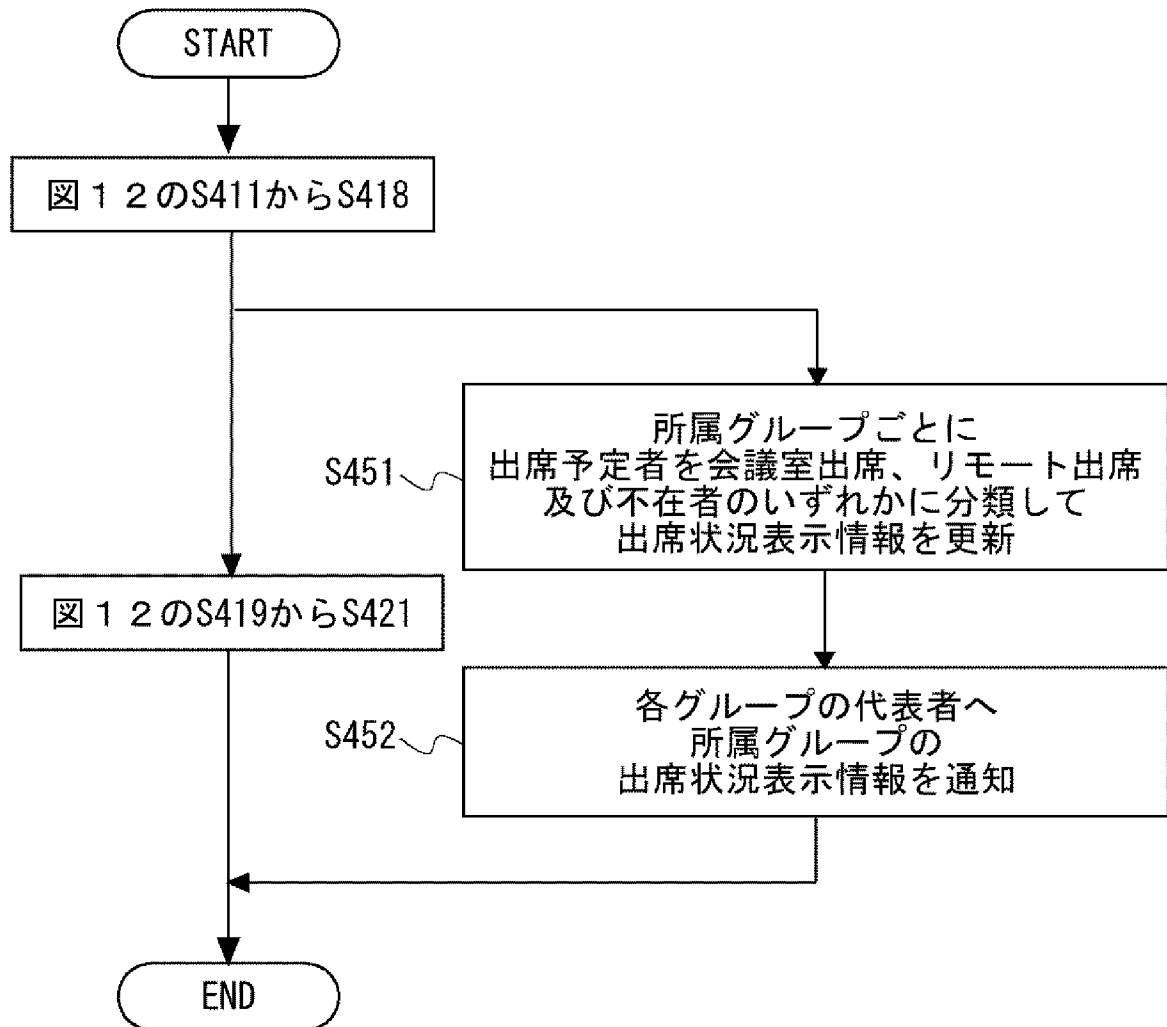 START
図１２のS411からS418
S451
所属グループごとに
出席予定者を会議室出席、リモート出席
及び不在者のいずれかに分類して
出席状況表示情報を更新
図１２のS419からS421
S452
各グループの代表者へ
所属グループの
出席状況表示情報を通知
END